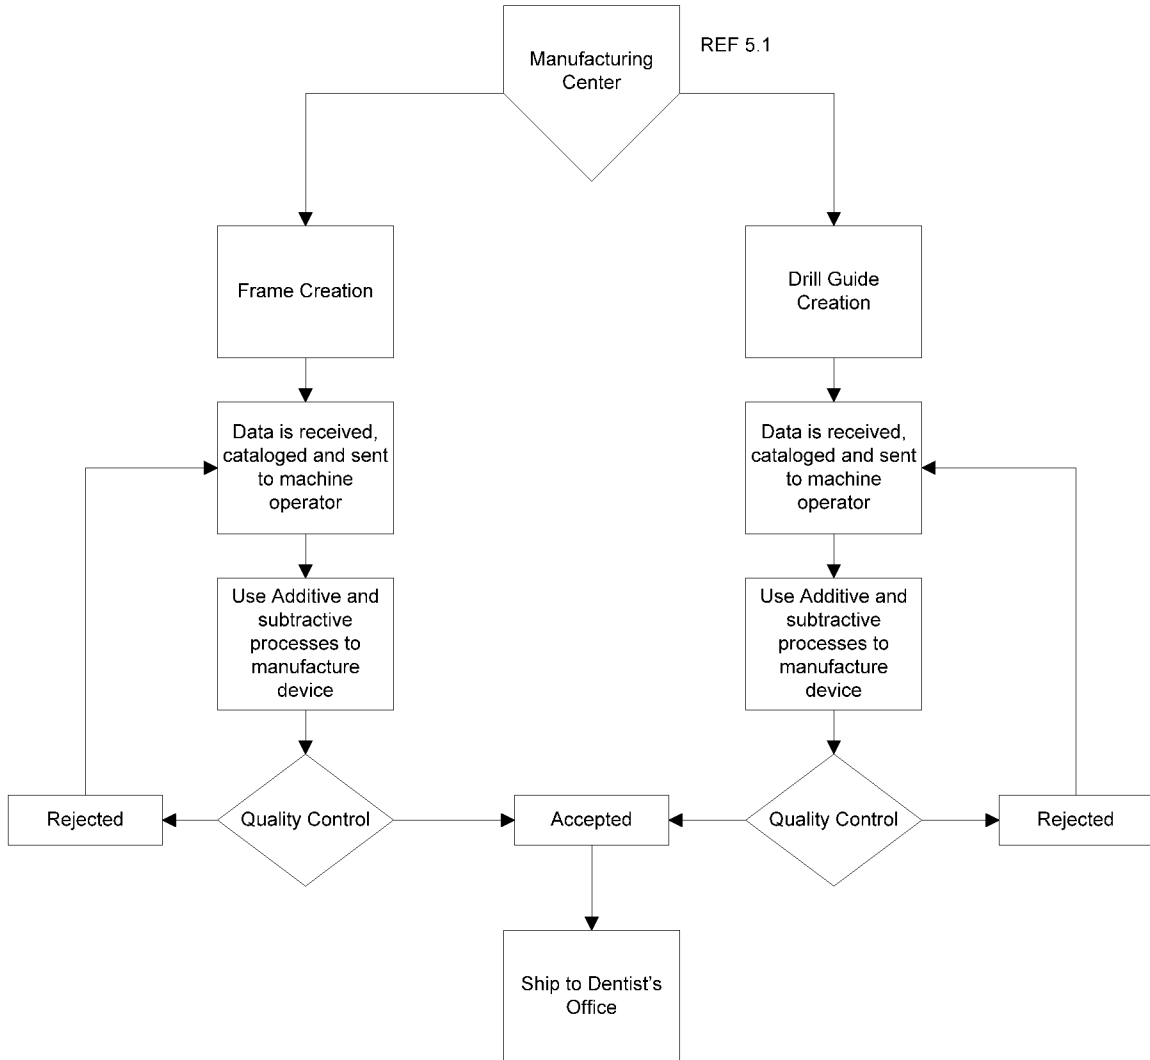 Manufacturing
Center
REF 5.1
Frame Creation
Drill Guide
Creation
Data is received,
cataloged and sent
to machine
operator
Data is received,
cataloged and sent
to machine
operator
Use Additive and
subtractive
processes to
manufacture
device
Use Additive and
subtractive
processes to
manufacture
device
Rejected
Quality Control
Accepted
Quality Control
Rejected
Ship to Dentist's
Office